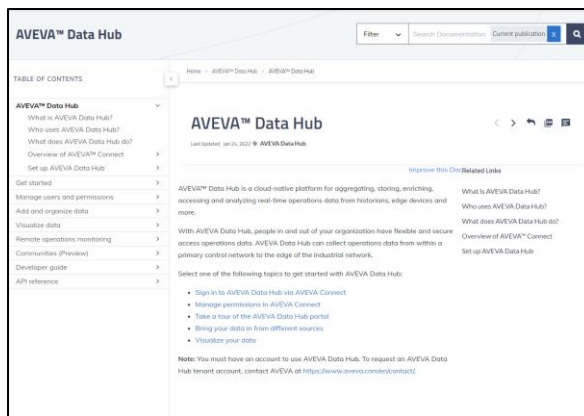 AVEVA™ Data Hub
Filter
Search Documentation
Current publication
X
TABLE OF CONTENTS
Home > AVEVA™ Data Hub > AVEVA™ Data Hub
AVEVA™ Data Hub
What is AVEVA Data Hub?
Who uses AVEVA Data Hub?
What does AVEVA Data Hub do?
Overview of AVEVA™ Connect
Set up AVEVA Data Hub
Get started
Manage users and permissions
Add and organize data
Visualize data
Remote operations monitoring
Communities (Preview)
Developer guide
API reference
AVEVA™ Data Hub
Last Updated Jan 24, 2022 AVEVA™ Data Hub
Improve this Doc
AVEVA™ Data Hub is a cloud-native platform for aggregating, storing, enriching,
accessing and analyzing real-time operations data from historians, edge devices and
more.
With AVEVA Data Hub, people in and out of your organization have flexible and secure
access operations data. AVEVA Data Hub can collect operations data from within a
primary control network to the edge of the industrial network.
Select one of the following topics to get started with AVEVA Data Hub:
• Sign in to AVEVA Data Hub via AVEVA Connect
• Manage permissions in AVEVA Connect
• Take a tour of the AVEVA Data Hub portal
• Bring your data in from different sources
• Visualize your data
Note: You must have an account to use AVEVA Data Hub. To request an AVEVA Data
Hub tenant account, contact AVEVA at https://www.aveva.com/en/contact/.
Related Links
What is AVEVA Data Hub?
Who uses AVEVA Data Hub?
What does AVEVA Data Hub do?
Overview of AVEVA™ Connect
Set up AVEVA Data Hub